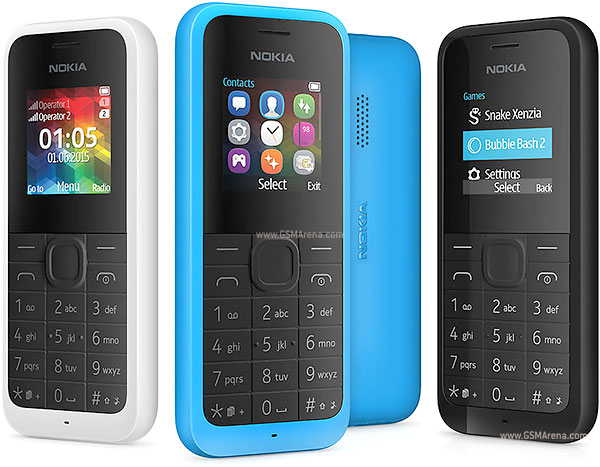 NOKIA
Operator 1
Operator 2
01:05
01.06.2015
Go to Menu Radio
1
2 abc 3 def
4 ghi 5 jkl 6 mno
7 pqrs 8 tuv 9 wxyz
* + 0 #
NOKIA
Contacts
98
Select Exit
www.GSMArena.com
1
2 abc 3 def
4 ghi 5 jkl 6 mno
7 pqrs 8 tuv 9 wxyz
* + 0 #
NOKIA
www.GSMArena.com
NOKIA
Games
Snake Xenzia
Bubble Bash 2
Settings
Select Back
1
2 abc 3 def
4 ghi 5 jkl 6 mno
7 pqrs 8 tuv 9 wxyz
* + 0 #
www.GSMArena.com